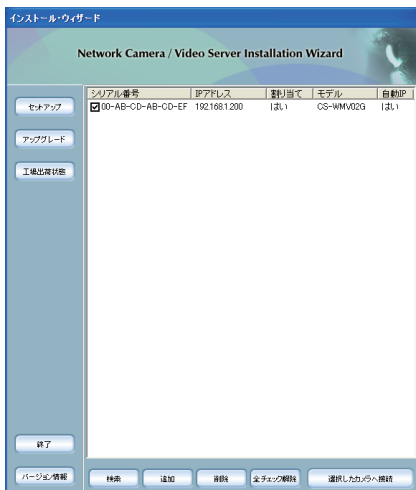 インストール・ウィザード
Network Camera / Video Server Installation Wizard
シリアル番号 IPアドレス 割り当て モデル 自動IP
00-AB-CD-AB-CD-EF 192.168.1.200 はい CS-WMV02G はい
セットアップ
アップグレード
工場出荷状態
終了
バージョン情報
検索 追加 削除 全チェック解除 選択したカメラへ接続